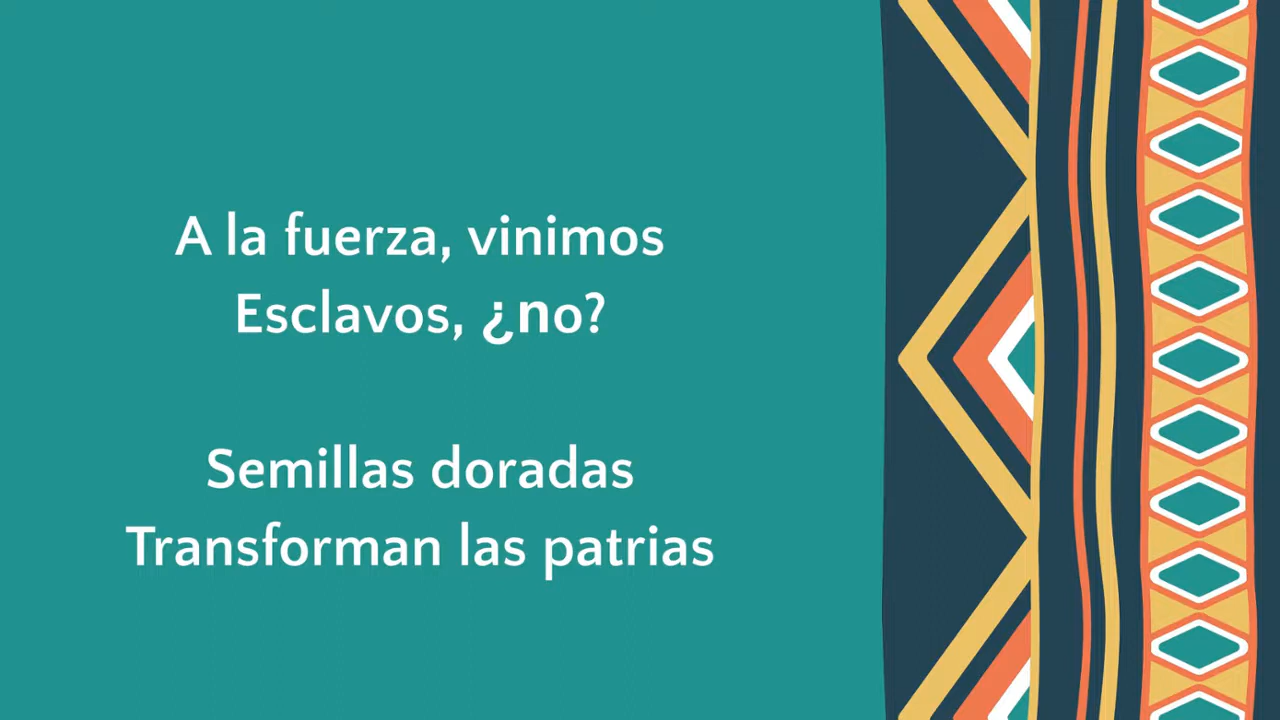 A la fuerza, vinimos
Esclavos, ¿no?
Semillas doradas
Transforman las patrias